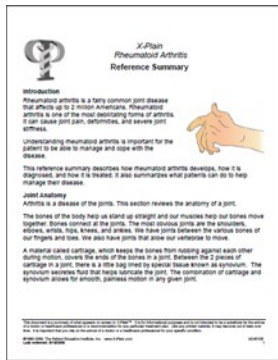 X-Plain
Rheumatoid Arthritis
Reference Summary
Introduction
Rheumatoid arthritis is a fairly common joint disease
that affects up to 2 million Americans. Rheumatoid
arthritis is one of the most debilitating forms of arthritis.
It can cause joint pain, deformities, and severe joint
stiffness.
Understanding rheumatoid arthritis is important for the
patient to be able to manage and cope with the
disease.
This reference summary describes how rheumatoid arthritis develops, how it is
diagnosed, and how it is treated. It also summarizes what patients can do to help
manage their disease.
Joint Anatomy
Arthritis is a disease of the joints. This section reviews the anatomy of a joint.
The bones of the body help us stand up straight and our muscles help our bones move
together. Bones connect at the joints. The most obvious joints are the shoulders,
elbows, wrists, hips, knees, and ankles. We have joints between the various bones of
our fingers and toes. We also have joints that allow our vertebrae to move.
A material called cartilage, which keeps the bones from rubbing against each other
during motion, covers the ends of the bones in a joint. Between the 2 pieces of
cartilage in a joint, there is a little bag lined by special tissue known as synovium. The
synovium secretes fluid that helps lubricate the joint. The combination of cartilage and
synovium allows for smooth, painless motion in any given joint.